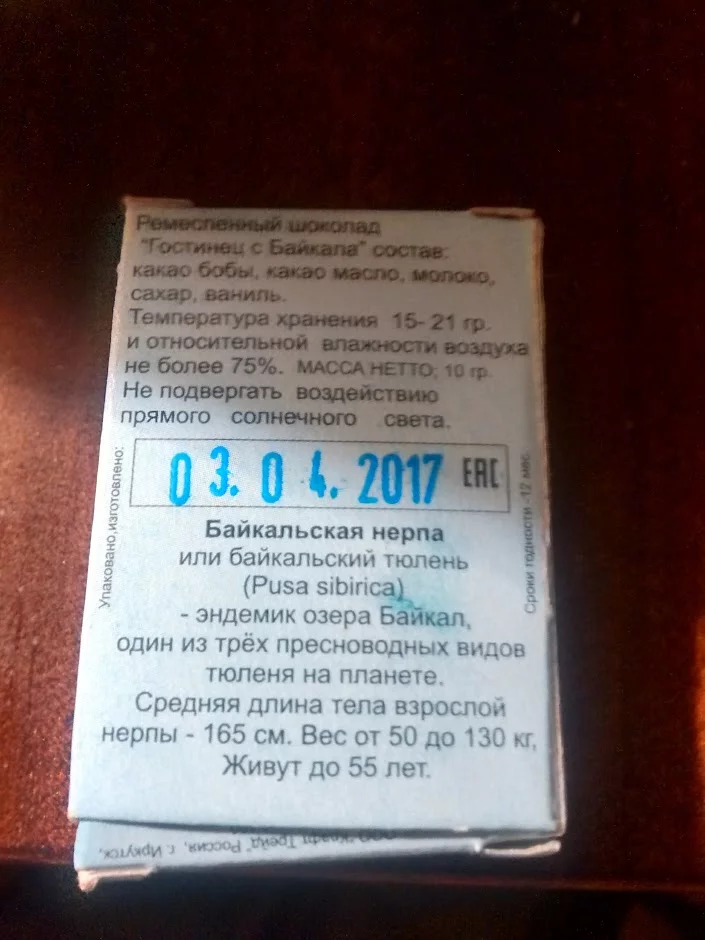 Ремесленный шоколад
"Гостинец с Байкала" состав:
какао бобы, какао масло, молоко,
сахар, ваниль.
Температура хранения 15- 21 гр.
и относительной влажности воздуха
не более 75%. МАССА НЕТТО; 10 гр.
Не подвергать воздействию
прямого солнечного света.
Упаковано,изготовлено:
03.04.2017
EAC
Сроки годности -12 мес.
Байкальская нерпа
или байкальский тюлень
(Pusa sibirica)
- эндемик озера Байкал,
один из трёх пресноводных видов
тюленя на планете.
Средняя длина тела взрослой
нерпы - 165 см. Вес от 50 до 130 кг,
Живут до 55 лет.
ООО "Крафт Трейд" Россия, г. Иркутск,